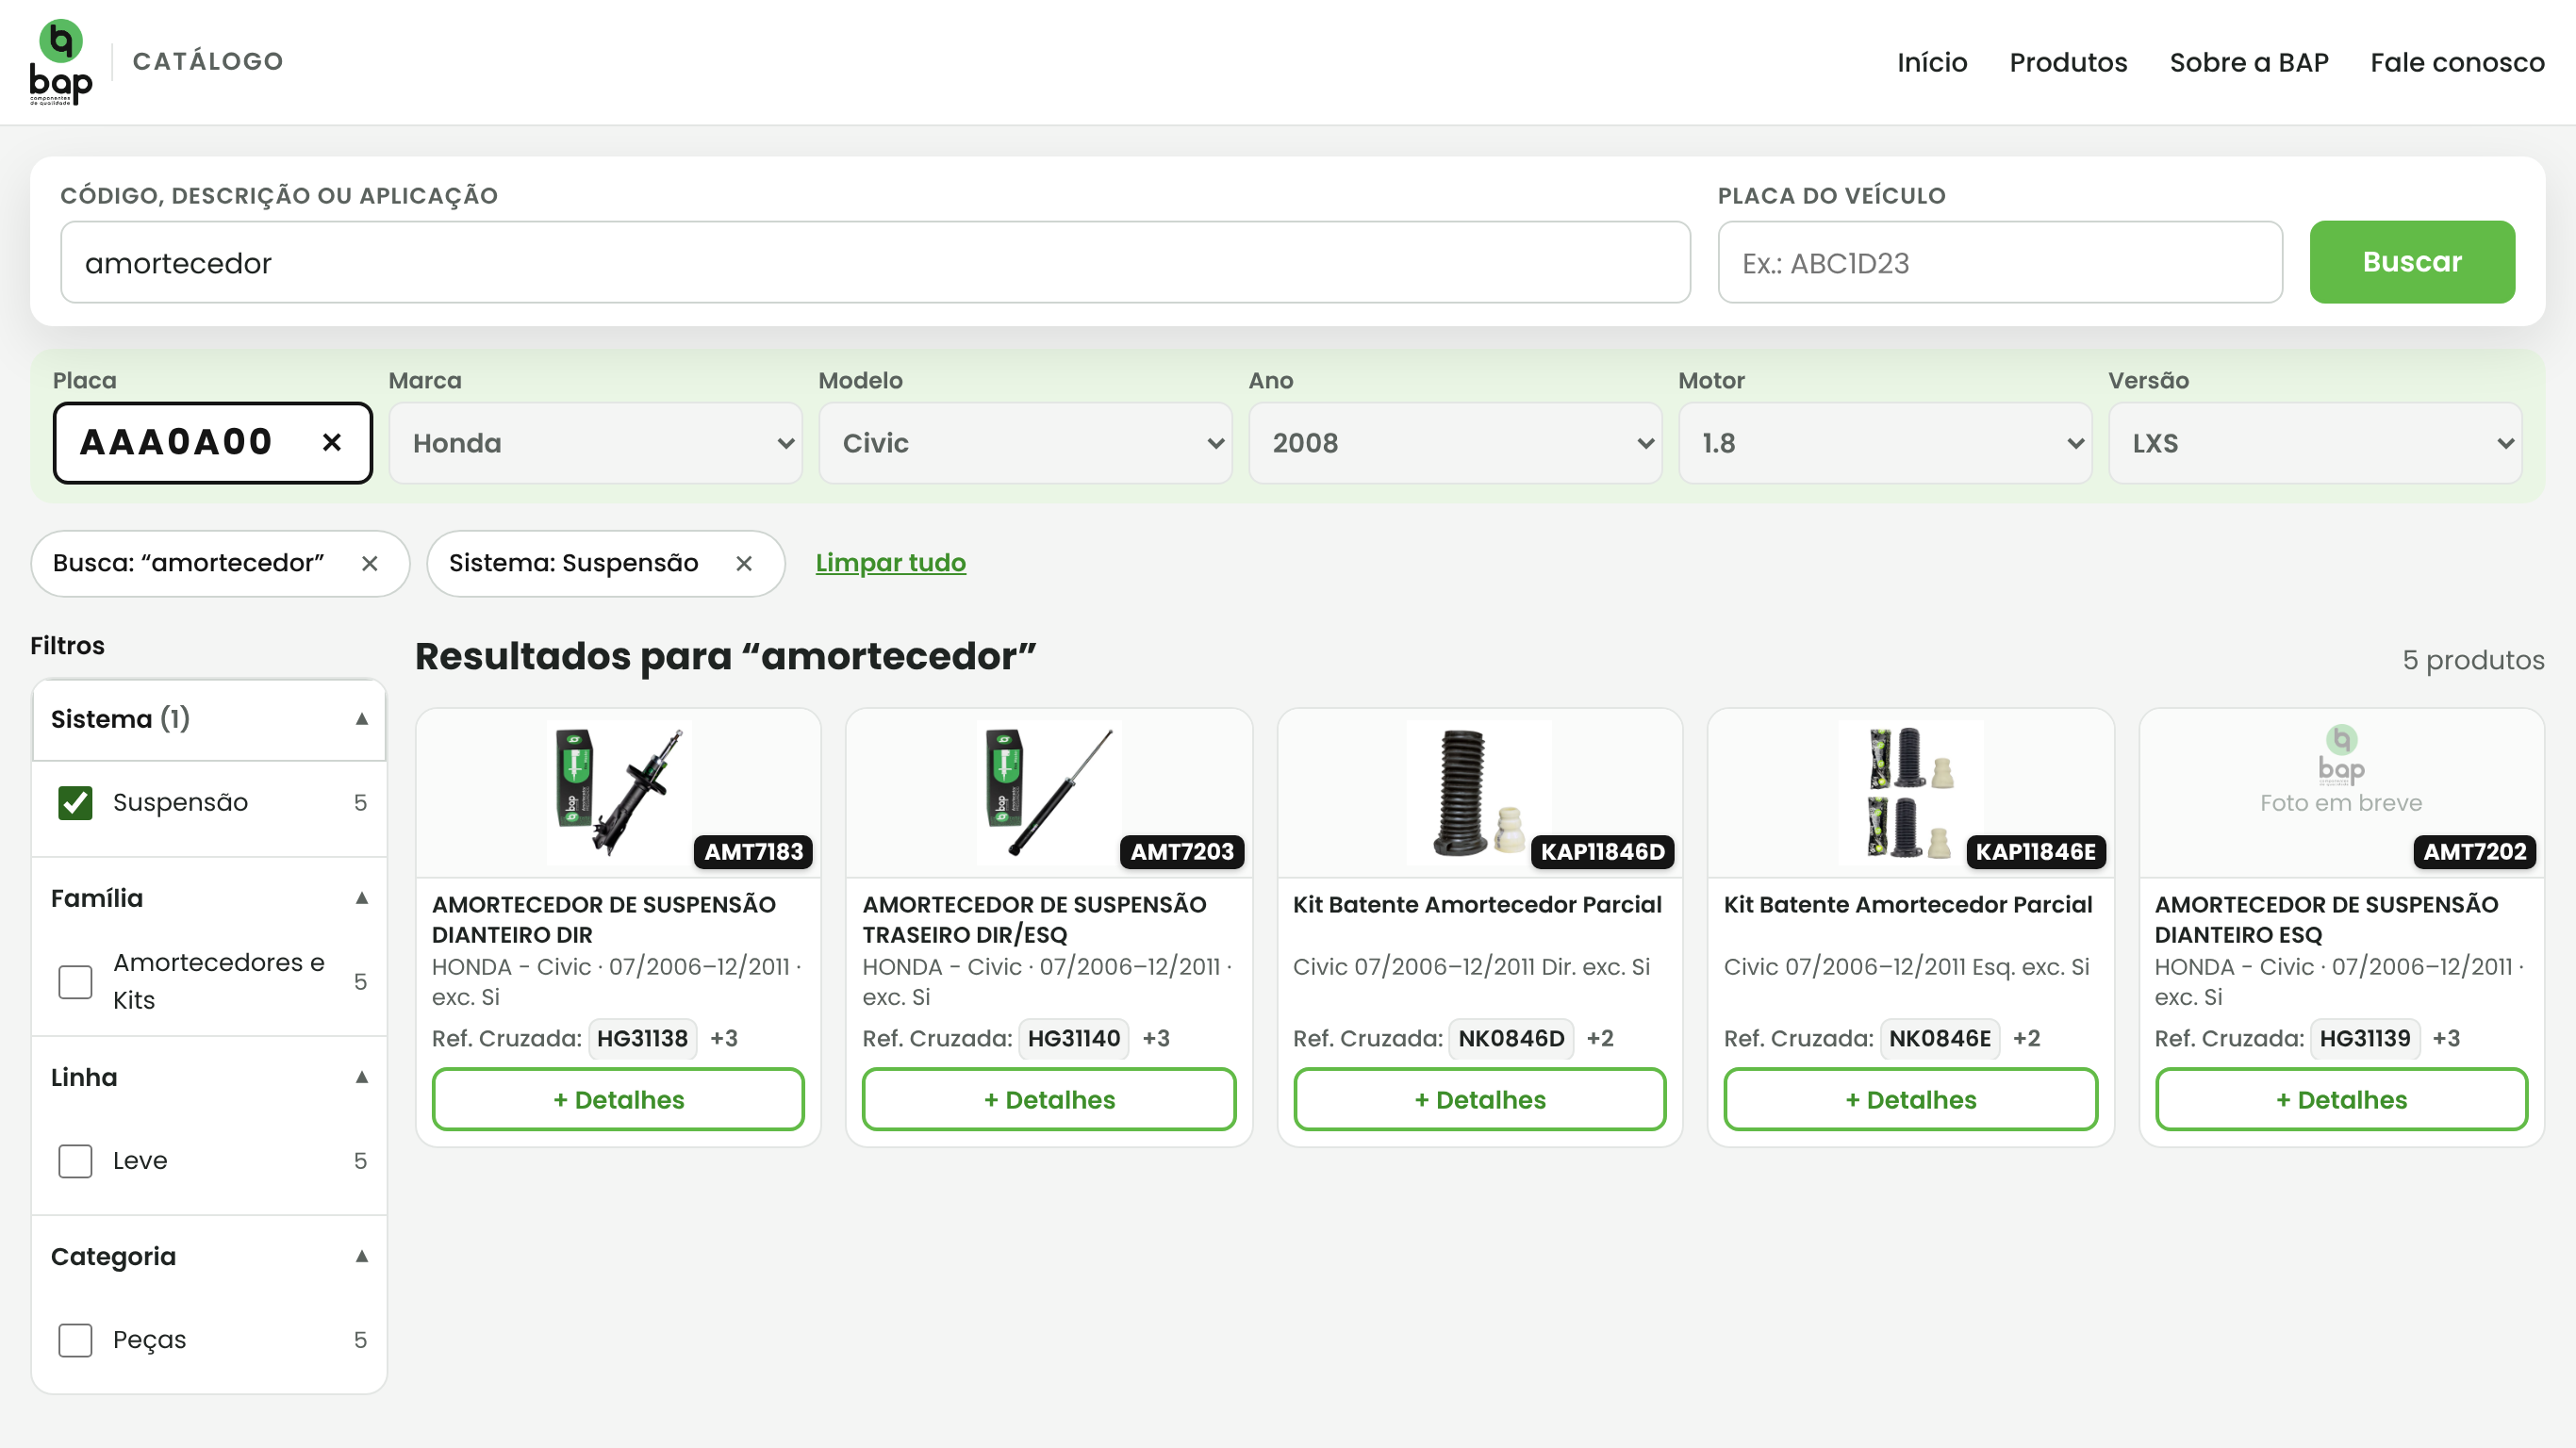 bap
componentes
de qualidade
CATÁLOGO
Início
Produtos
Sobre a BAP
Fale conosco
CÓDIGO, DESCRIÇÃO OU APLICAÇÃO
amortecedor
PLACA DO VEÍCULO
Ex.: ABC1D23
Buscar
Placa
AAA0A00 ×
Marca
Honda
Modelo
Civic
Ano
2008
Motor
1.8
Versão
LXS
Busca: “amortecedor” ×
Sistema: Suspensão ×
Limpar tudo
Filtros
Sistema (1) ▲
Suspensão 5
Família ▲
Amortecedores e
Kits 5
Linha ▲
Leve 5
Categoria ▲
Peças 5
Resultados para “amortecedor”
5 produtos
bap
AMT7183
AMORTECEDOR DE SUSPENSÃO
DIANTEIRO DIR
HONDA - Civic · 07/2006–12/2011 ·
exc. Si
Ref. Cruzada: HG31138 +3
+ Detalhes
bap
AMT7203
AMORTECEDOR DE SUSPENSÃO
TRASEIRO DIR/ESQ
HONDA - Civic · 07/2006–12/2011 ·
exc. Si
Ref. Cruzada: HG31140 +3
+ Detalhes
KAP11846D
Kit Batente Amortecedor Parcial
Civic 07/2006–12/2011 Dir. exc. Si
Ref. Cruzada: NK0846D +2
+ Detalhes
KAP11846E
Kit Batente Amortecedor Parcial
Civic 07/2006–12/2011 Esq. exc. Si
Ref. Cruzada: NK0846E +2
+ Detalhes
bap
Foto em breve
AMT7202
AMORTECEDOR DE SUSPENSÃO
DIANTEIRO ESQ
HONDA - Civic · 07/2006–12/2011 ·
exc. Si
Ref. Cruzada: HG31139 +3
+ Detalhes